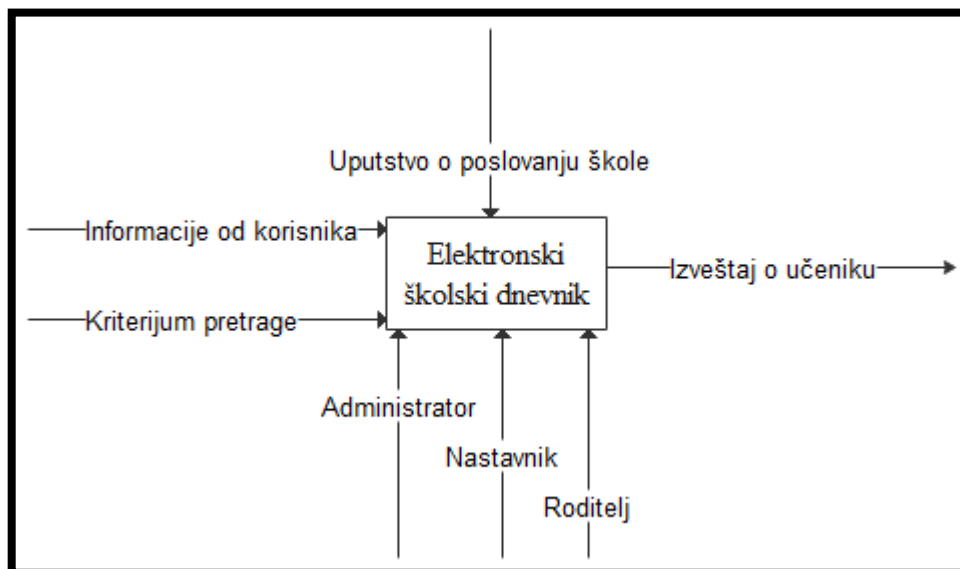 Uputstvo o poslovanju škole
Informacije od korisnika
Elektronski
školski dnevnik
Izveštaj o učeniku
Kriterijum pretrage
Administrator
Nastavnik
Roditelj